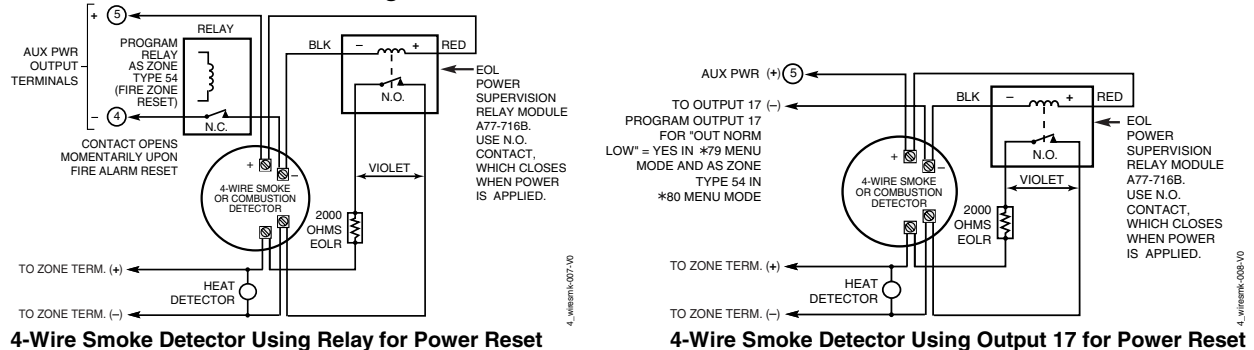 + 5
RELAY
AUX PWR
OUTPUT
TERMINALS
PROGRAM
RELAY
AS ZONE
TYPE 54
(FIRE ZONE
RESET)
– 4
N.C.
CONTACT OPENS
MOMENTARILY UPON
FIRE ALARM RESET
BLK
– +
RED
N.O.
EOL
POWER
SUPERVISION
RELAY MODULE
A77-716B.
USE N.O.
CONTACT,
WHICH CLOSES
WHEN POWER
IS APPLIED.
+ –
4-WIRE SMOKE
OR COMBUSTION
DETECTOR
VIOLET
2000
OHMS
EOLR
TO ZONE TERM. (+)
HEAT
DETECTOR
TO ZONE TERM. (–)
4_wiresmk-007-V0
4-Wire Smoke Detector Using Relay for Power Reset
AUX PWR (+) 5
TO OUTPUT 17 (–)
PROGRAM OUTPUT 17
FOR "OUT NORM
LOW" = YES IN *79 MENU
MODE AND AS ZONE
TYPE 54 IN
*80 MENU MODE
BLK
– +
RED
N.O.
EOL
POWER
SUPERVISION
RELAY MODULE
A77-716B.
USE N.O.
CONTACT,
WHICH CLOSES
WHEN POWER
IS APPLIED.
+ –
4-WIRE SMOKE
OR COMBUSTION
DETECTOR
VIOLET
2000
OHMS
EOLR
TO ZONE TERM. (+)
HEAT
DETECTOR
TO ZONE TERM. (–)
4_wiresmk-008-V0
4-Wire Smoke Detector Using Output 17 for Power Reset